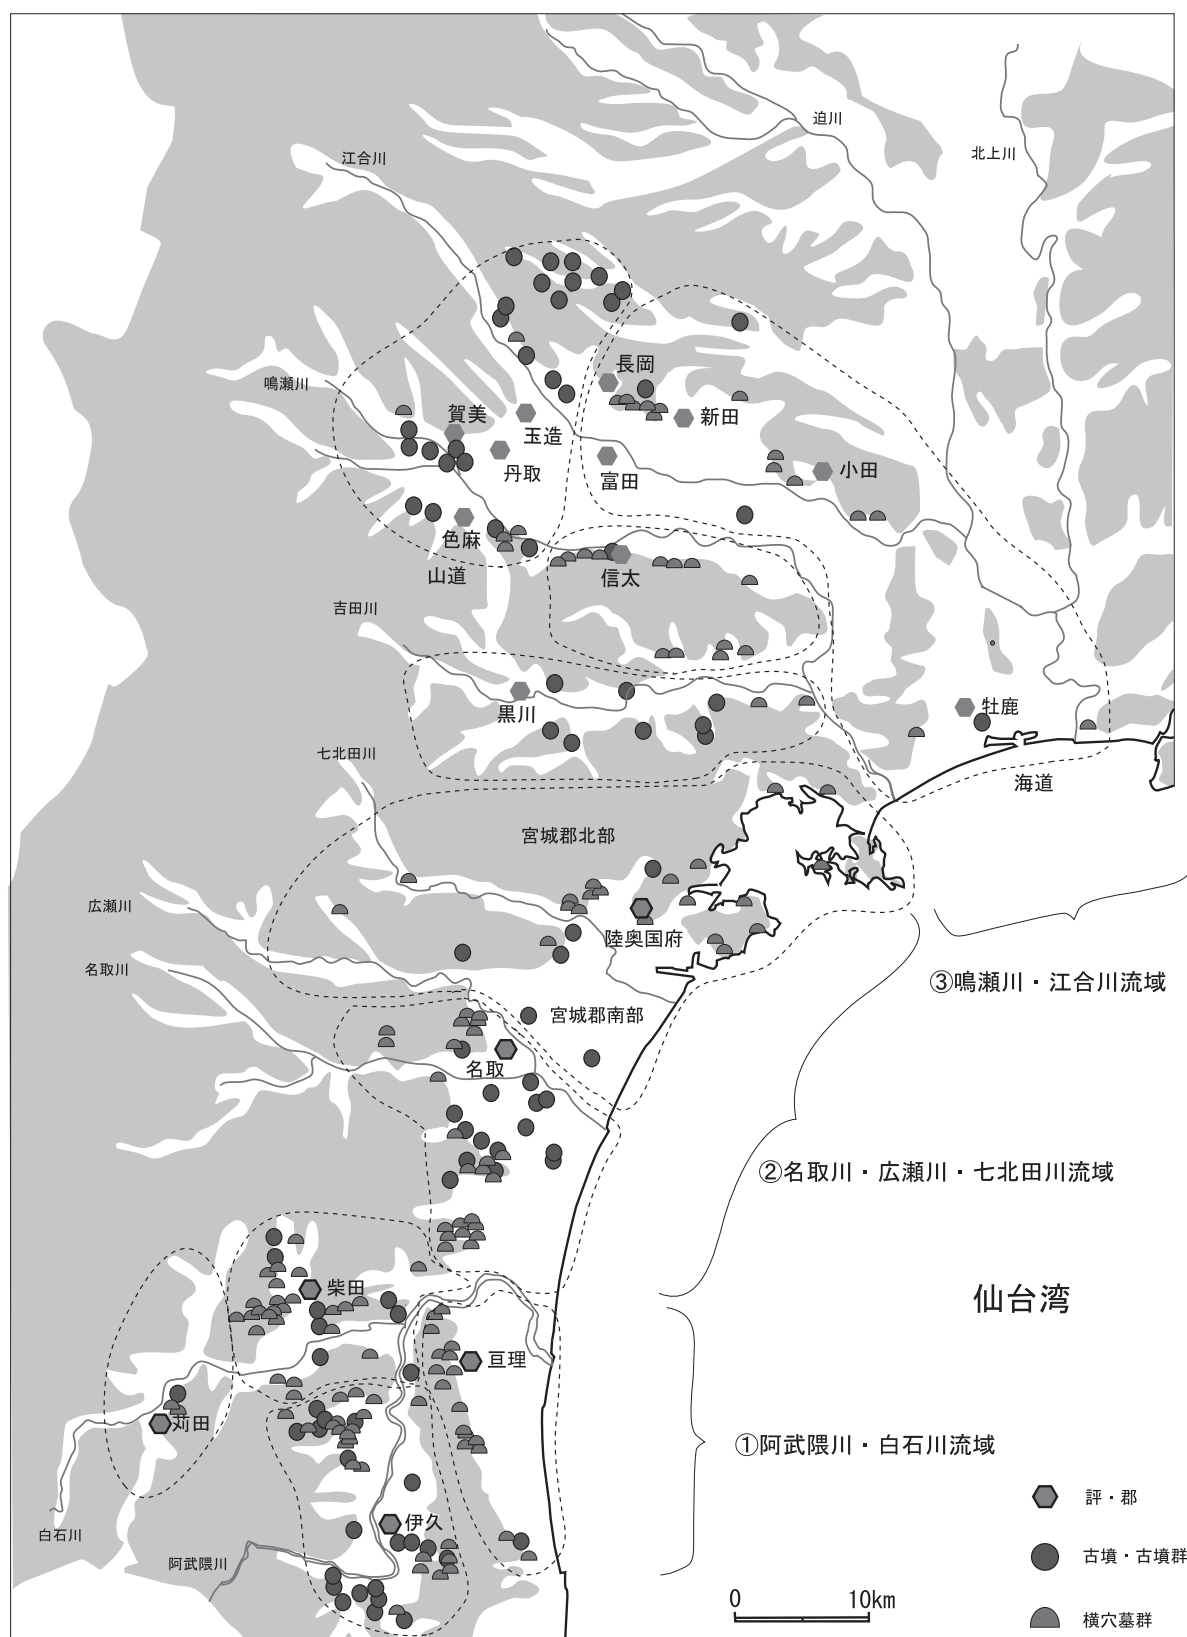 迫川
北上川
江合川
鳴瀬川
長岡
賀美
玉造
新田
丹取
富田
小田
色麻
山道
信太
吉田川
黒川
牡鹿
七北田川
海道
宮城郡北部
広瀬川
陸奥国府
名取川
③鳴瀬川・江合川流域
宮城郡南部
名取
②名取川・広瀬川・七北田川流域
柴田
仙台湾
亘理
苅田
①阿武隈川・白石川流域
評・郡
伊久
白石川
古墳・古墳群
阿武隈川
0 10km
横穴墓群